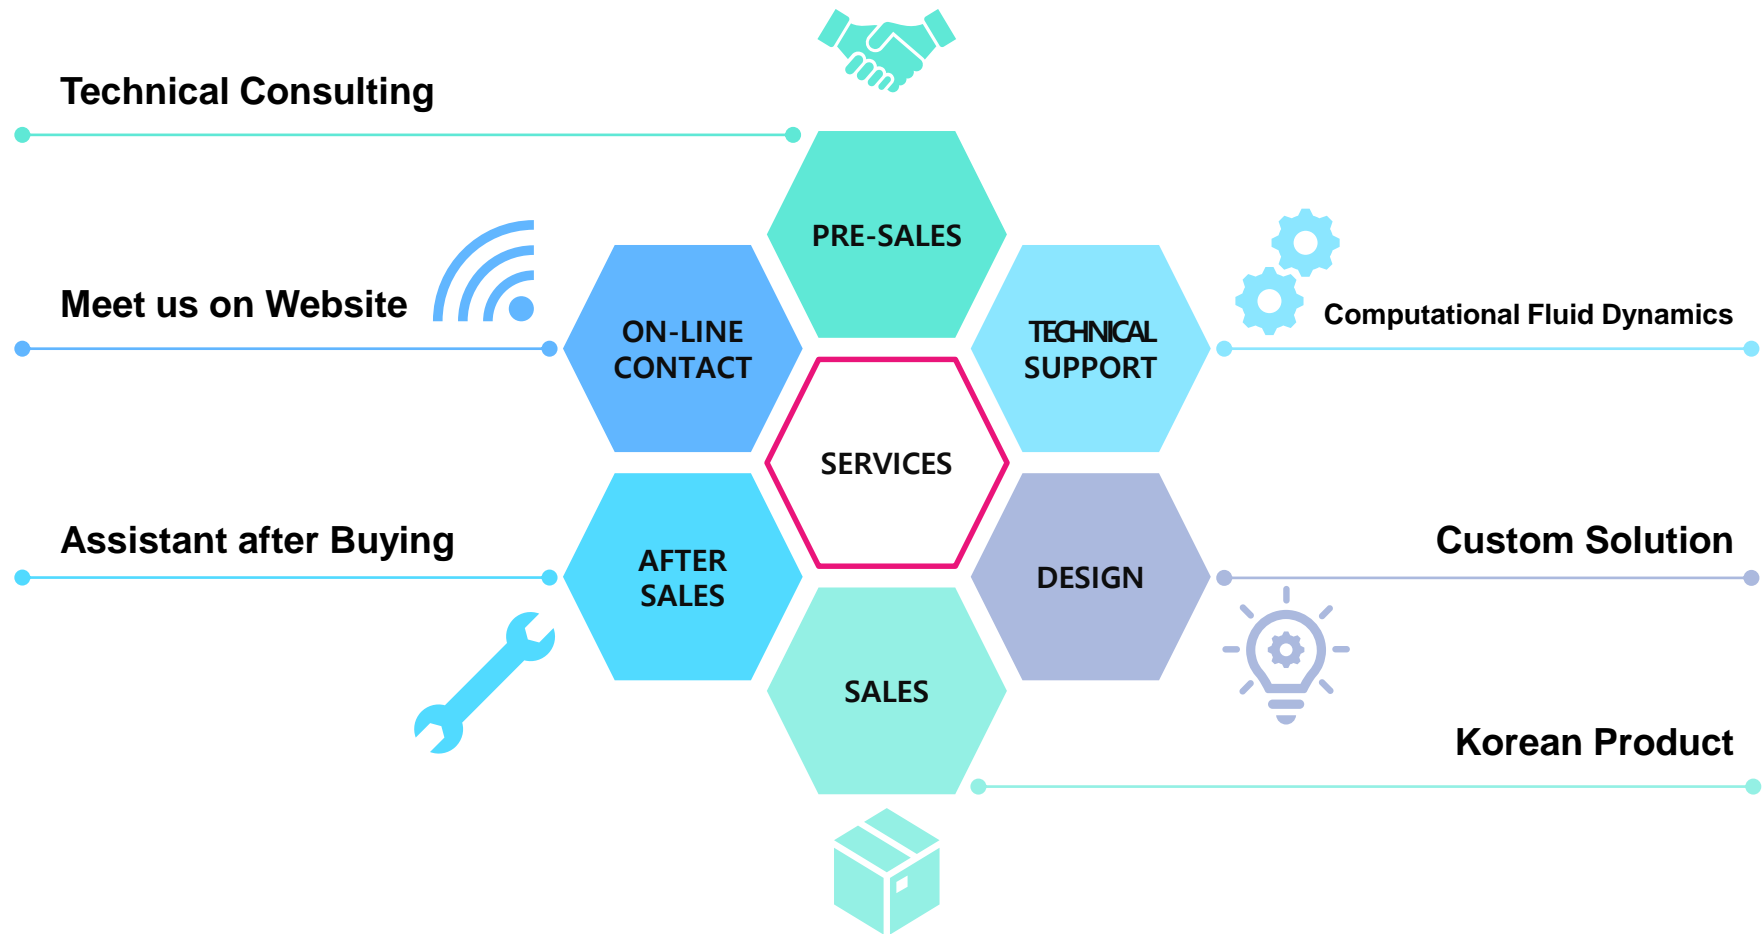 Technical Consulting
PRE-SALES
Meet us on Website
ON-LINE
CONTACT
TECHNICAL
SUPPORT
Computational Fluid Dynamics
SERVICES
Assistant after Buying
AFTER
SALES
DESIGN
Custom Solution
SALES
Korean Product